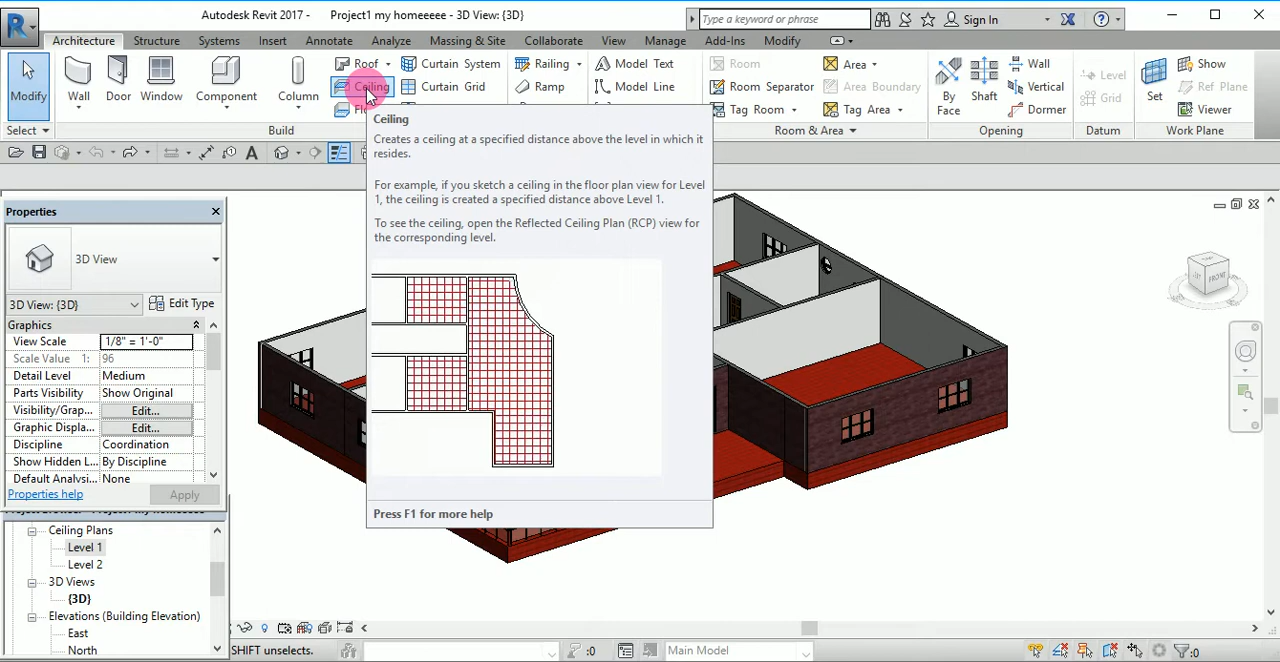 Autodesk Revit 2017 - Project1 my homeeeee - 3D View: {3D}
Type a keyword or phrase
Sign In
Architecture Structure Systems Insert Annotate Analyze Massing & Site Collaborate View Manage Add-Ins Modify
Modify
Wall
Door
Window
Component
Column
Roof
Ceiling
Curtain System
Curtain Grid
Railing
Ramp
Model Text
Model Line
Room
Room Separator
Tag Room
Area
Area Boundary
Tag Area
By
Face
Shaft
Wall
Vertical
Dormer
Level
Grid
Set
Show
Ref Plane
Viewer
Select
Build
Room & Area
Opening
Datum
Work Plane
Ceiling
Creates a ceiling at a specified distance above the level in which it
resides.
For example, if you sketch a ceiling in the floor plan view for Level
1, the ceiling is created a specified distance above Level 1.
To see the ceiling, open the Reflected Ceiling Plan (RCP) view for
the corresponding level.
Press F1 for more help
Properties
3D View
3D View: {3D} Edit Type
Graphics
View Scale 1/8" = 1'-0"
Scale Value 1: 96
Detail Level Medium
Parts Visibility Show Original
Visibility/Grap... Edit...
Graphic Displa... Edit...
Discipline Coordination
Show Hidden L... By Discipline
Default Analysis... None
Properties help Apply
Ceiling Plans
Level 1
Level 2
3D Views
{3D}
Elevations (Building Elevation)
East
North
FRONT
SHIFT unselects.
:0
Main Model
:0